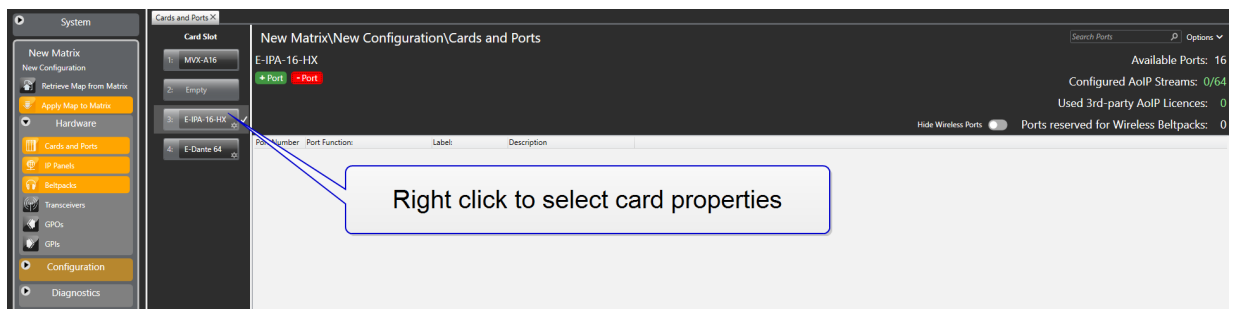 System
New Matrix
New Configuration
Retrieve Map from Matrix
Apply Map to Matrix
Hardware
Cards and Ports
IP Panels
Beltpacks
Transceivers
GPOs
GPIs
Configuration
Diagnostics
Cards and Ports ×
Card Slot
1: MVX-A16
2: Empty
3: E-IPA-16-HX
4: E-Dante 64
New Matrix\New Configuration\Cards and Ports
E-IPA-16-HX
+ Port - Port
Search Ports Options
Available Ports: 16
Configured AoIP Streams: 0/64
Used 3rd-party AoIP Licences: 0
Hide Wireless Ports Ports reserved for Wireless Beltpacks: 0
Port Number Port Function: Label: Description
Right click to select card properties